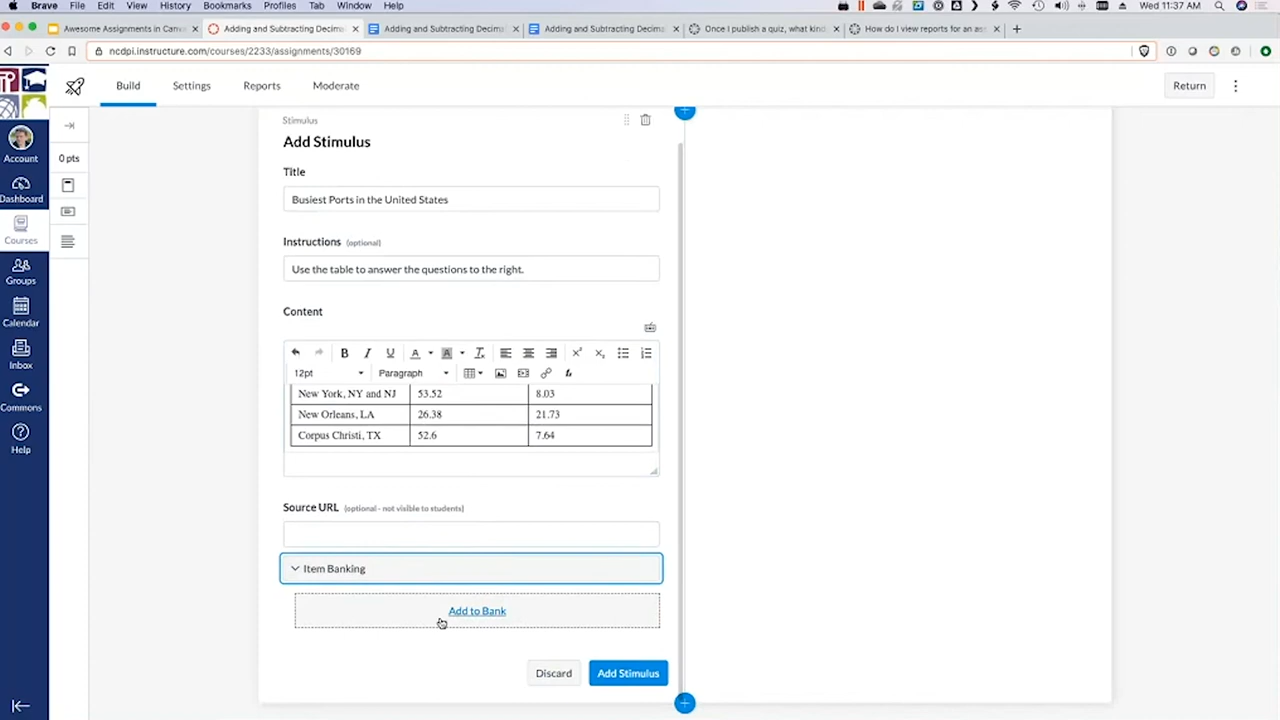 Brave File Edit View History Bookmarks Profiles Tab Window Help Wed 11:37 AM
Awesome Assignments in Canv Adding and Subtracting Decim Adding and Subtracting Decima Adding and Subtracting Decima Once I publish a quiz, what kind How do I view reports for an as
ncdpi.instructure.com/courses/2233/assignments/30169
Build Settings Reports Moderate Return
Account
Dashboard
Courses
Groups
Calendar
Inbox
Commons
Help
0 pts
Stimulus
Add Stimulus
Title
Busiest Ports in the United States
Instructions (optional)
Use the table to answer the questions to the right.
Content
12pt Paragraph
New York, NY and NJ 53.52 8.03
New Orleans, LA 26.38 21.73
Corpus Christi, TX 52.6 7.64
Source URL (optional - not visible to students)
Item Banking
Add to Bank
Discard Add Stimulus